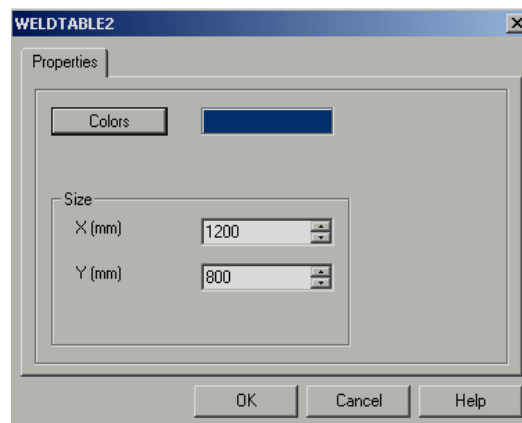 WELDTABLE2
Properties
Colors
Size
X (mm)
1200
Y (mm)
800
OK Cancel Help